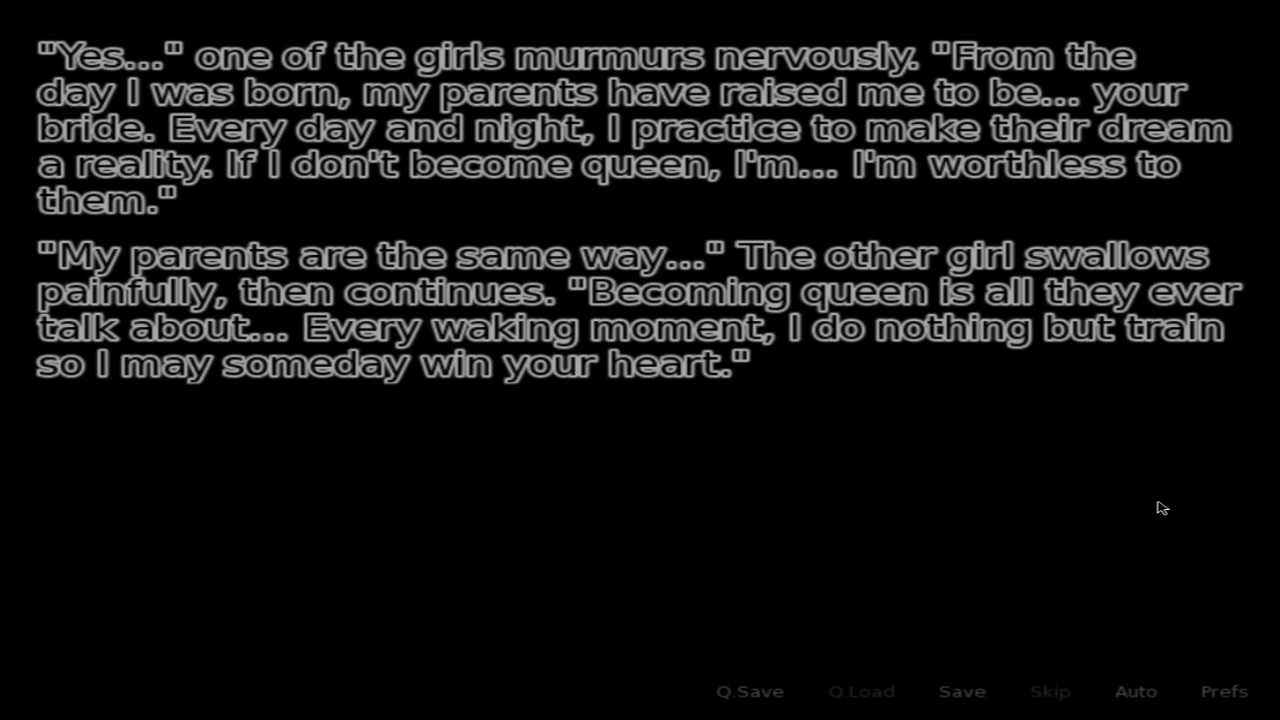 "Yes..." one of the girls murmurs nervously. "From the
day I was born, my parents have raised me to be... your
bride. Every day and night, I practice to make their dream
a reality. If I don't become queen, I'm... I'm worthless to
them."
"My parents are the same way..." The other girl swallows
painfully, then continues. "Becoming queen is all they ever
talk about... Every waking moment, I do nothing but train
so I may someday win your heart."
Q.Save Q.Load Save Skip Auto Prefs